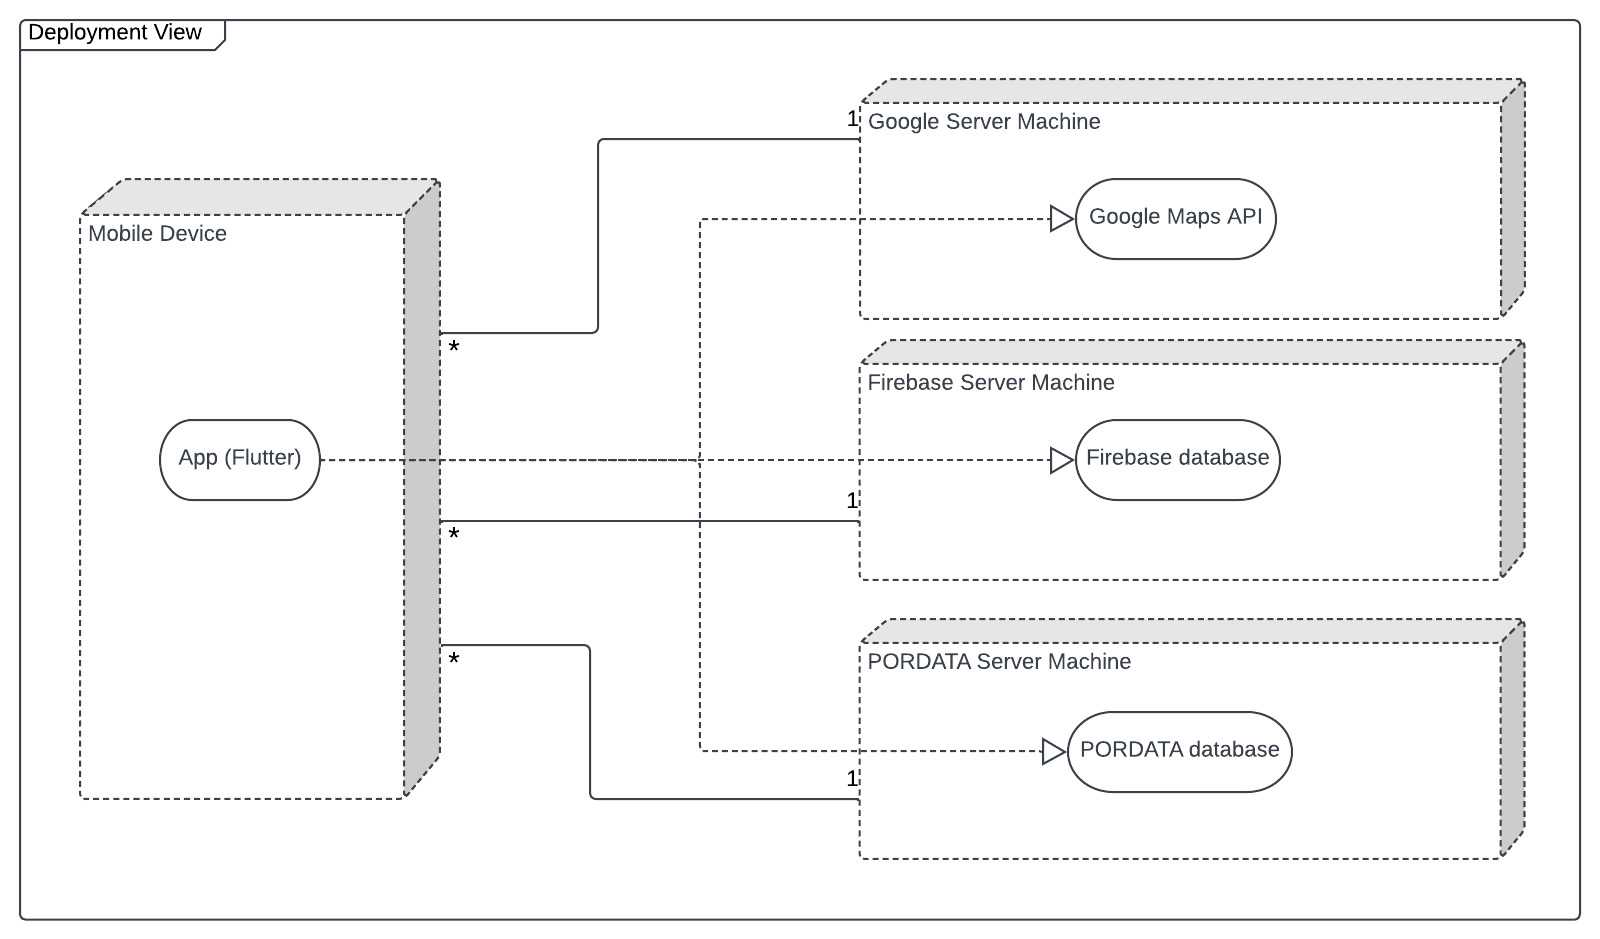 Deployment View
1
Google Server Machine
Google Maps API
Mobile Device
*
Firebase Server Machine
App (Flutter)
Firebase database
1
*
*
PORDATA Server Machine
PORDATA database
1